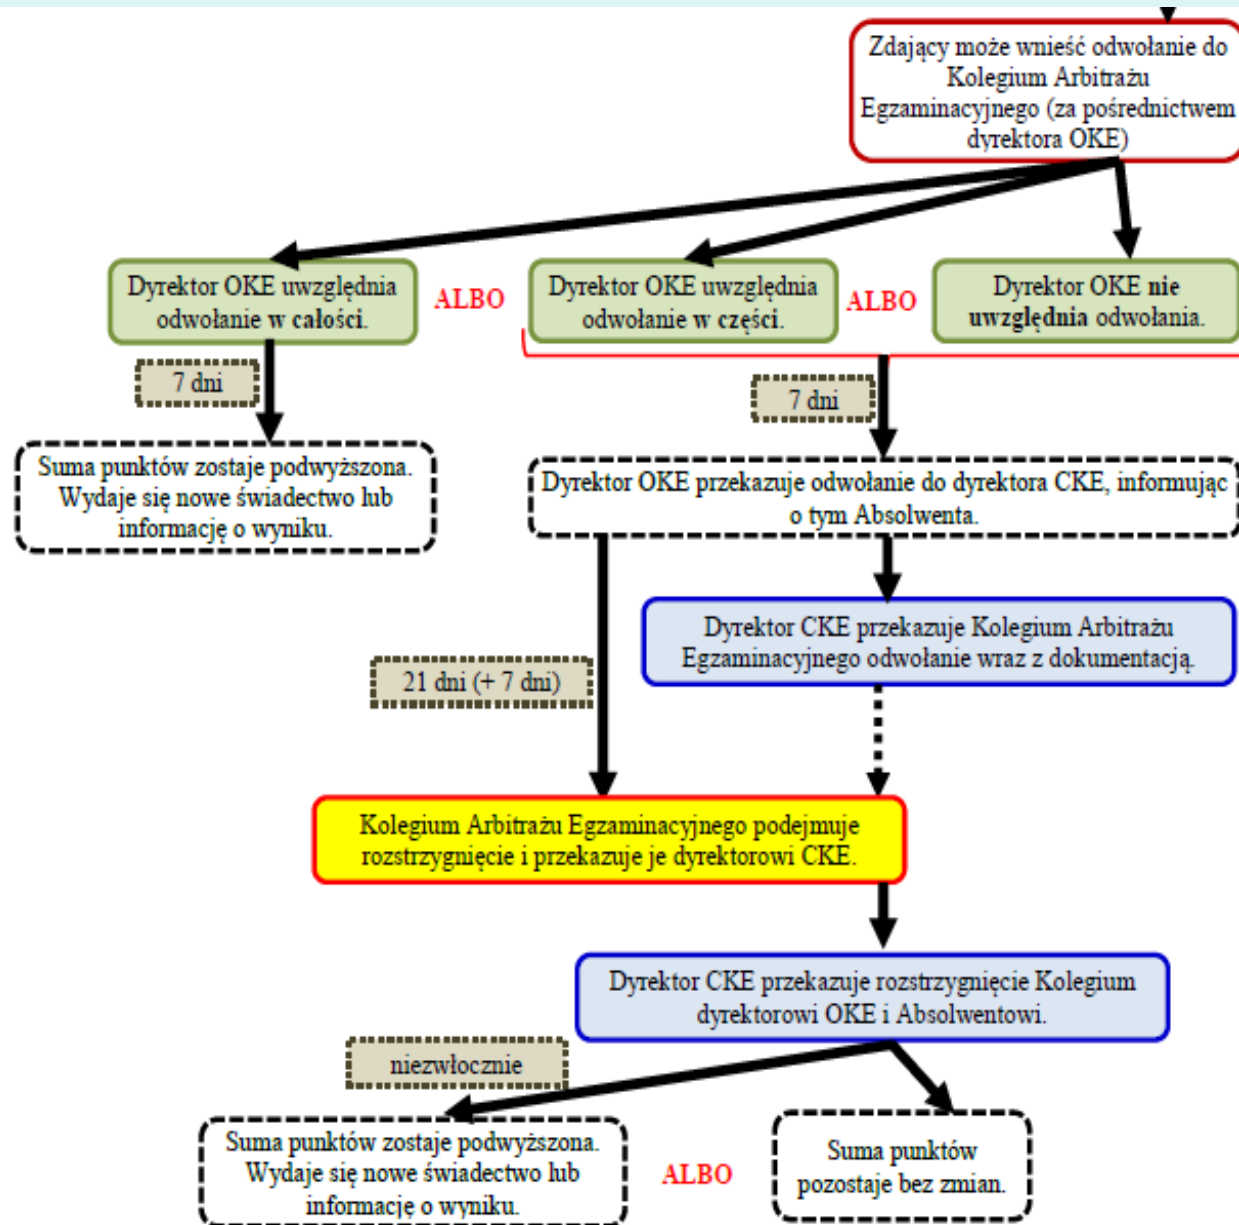 Zdający może wnieść odwołanie do
Kolegium Arbitrażu
Egzaminacyjnego (za pośrednictwem
dyrektora OKE)
Dyrektor OKE uwzględnia
odwołanie w całości.
ALBO
Dyrektor OKE uwzględnia
odwołanie w części.
ALBO
Dyrektor OKE nie
uwzględnia odwołania.
7 dni
7 dni
Suma punktów zostaje podwyższona.
Wydaje się nowe świadectwo lub
informację o wyniku.
Dyrektor OKE przekazuje odwołanie do dyrektora CKE, informując
o tym Absolwenta.
Dyrektor CKE przekazuje Kolegium Arbitrażu
Egzaminacyjnego odwołanie wraz z dokumentacją.
21 dni (+ 7 dni)
Kolegium Arbitrażu Egzaminacyjnego podejmuje
rozstrzygnięcie i przekazuje je dyrektorowi CKE.
Dyrektor CKE przekazuje rozstrzygnięcie Kolegium
dyrektorowi OKE i Absolwentowi.
niezwłocznie
Suma punktów zostaje podwyższona.
Wydaje się nowe świadectwo lub
informację o wyniku.
ALBO
Suma punktów
pozostaje bez zmian.